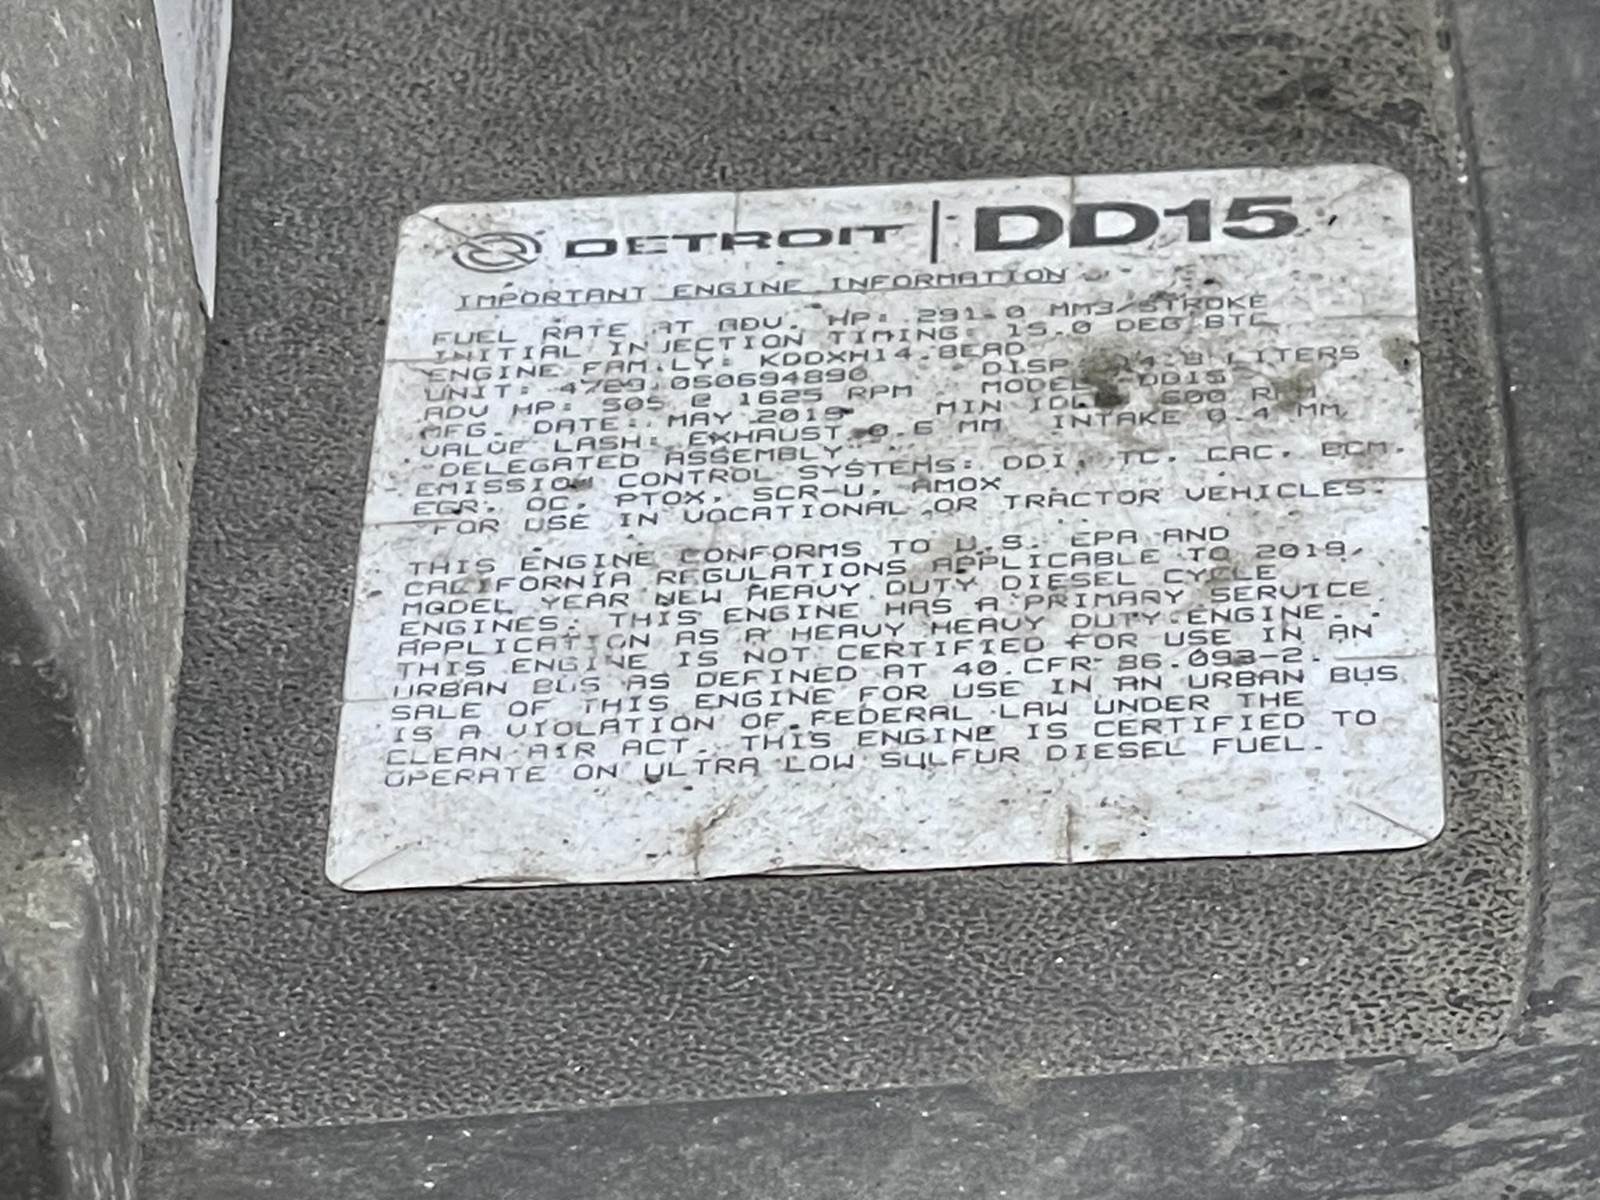 DETROIT | DD15
IMPORTANT ENGINE INFORMATION
FUEL RATE AT ADV. HP: 291.0 MM3/STROKE
INITIAL INJECTION TIMING: 15.0 DEG BTC
ENGINE FAMILY: KDDXH14.8EAD DISP 14.8 LITERS
UNIT: MODEL DD15
ADV HP: 505 @ 1625 RPM MIN IDLE 600 RPM
MFG. DATE: MAY 2019
VALVE LASH: EXHAUST 0.6 MM INTAKE 0.4 MM
DELEGATED ASSEMBLY
EMISSION CONTROL SYSTEMS: DDI, TC, CAC, ECM,
EGR, OC, PTOX, SCR-U, AMOX
FOR USE IN VOCATIONAL OR TRACTOR VEHICLES.
THIS ENGINE CONFORMS TO U.S. EPA AND
CALIFORNIA REGULATIONS APPLICABLE TO 2019
MODEL YEAR NEW HEAVY DUTY DIESEL CYCLE
ENGINES. THIS ENGINE HAS A PRIMARY SERVICE
APPLICATION AS A HEAVY HEAVY DUTY ENGINE.
THIS ENGINE IS NOT CERTIFIED FOR USE IN AN
URBAN BUS AS DEFINED AT 40 CFR 86.093-2.
SALE OF THIS ENGINE FOR USE IN AN URBAN BUS
IS A VIOLATION OF FEDERAL LAW UNDER THE
CLEAN AIR ACT. THIS ENGINE IS CERTIFIED TO
OPERATE ON ULTRA LOW SULFUR DIESEL FUEL.